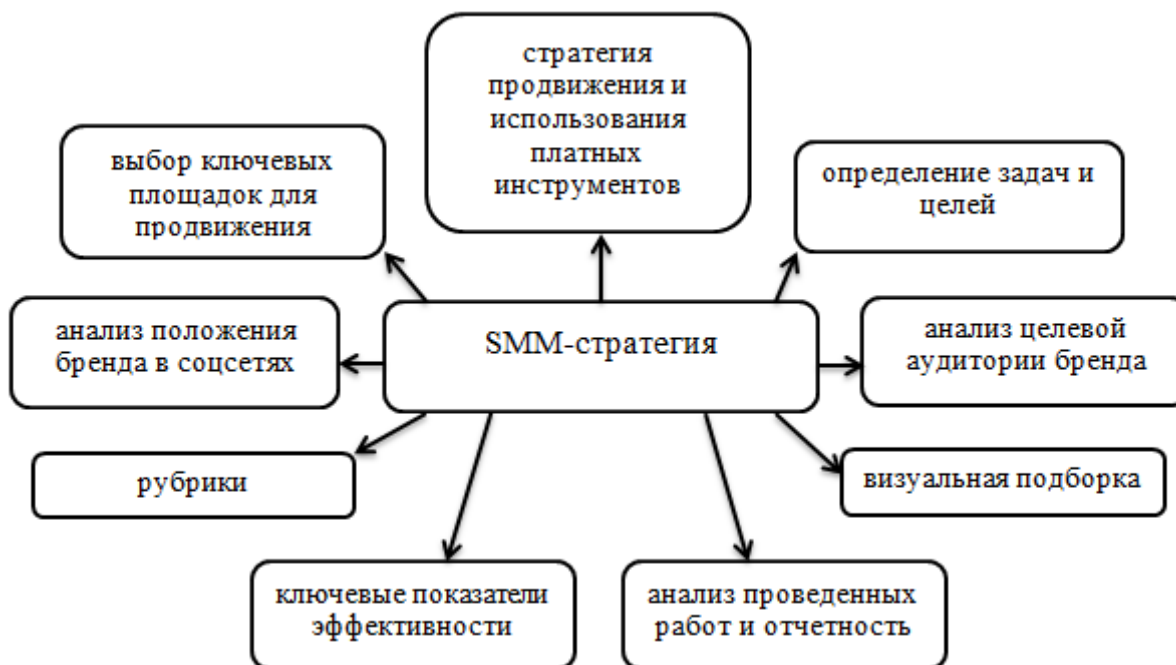 стратегия
продвижения и
использования
платных
инструментов
выбор ключевых
площадок для
продвижения
определение задач и
целей
SMM-стратегия
анализ положения
бренда в соцсетях
анализ целевой
аудитории бренда
рубрики
визуальная подборка
ключевые показатели
эффективности
анализ проведенных
работ и отчетность